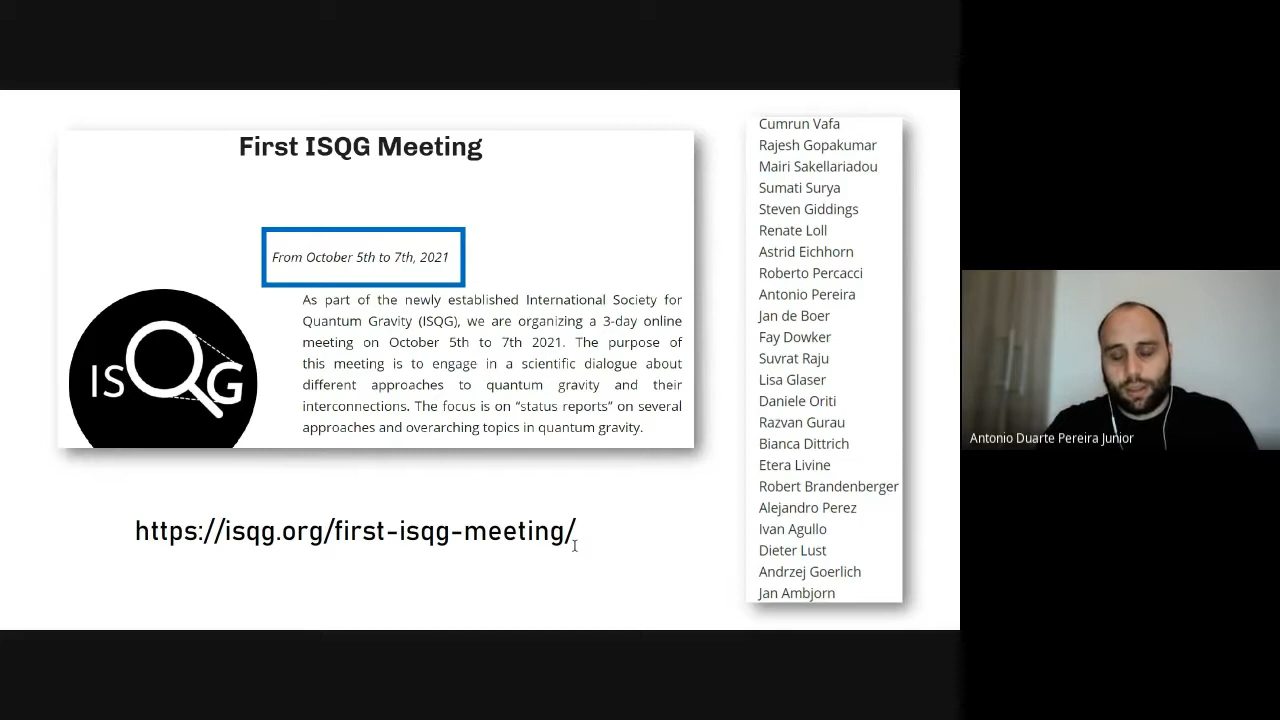 First ISQG Meeting
From October 5th to 7th, 2021
ISQG
As part of the newly established International Society for
Quantum Gravity (ISQG), we are organizing a 3-day online
meeting on October 5th to 7th 2021. The purpose of
this meeting is to engage in a scientific dialogue about
different approaches to quantum gravity and their
interconnections. The focus is on “status reports” on several
approaches and overarching topics in quantum gravity.
https://isqg.org/first-isqg-meeting/
Cumrun Vafa
Rajesh Gopakumar
Mairi Sakellariadou
Sumati Surya
Steven Giddings
Renate Loll
Astrid Eichhorn
Roberto Percacci
Antonio Pereira
Jan de Boer
Fay Dowker
Suvrat Raju
Lisa Glaser
Daniele Oriti
Razvan Gurau
Bianca Dittrich
Etera Livine
Robert Brandenberger
Alejandro Perez
Ivan Agullo
Dieter Lust
Andrzej Goerlich
Jan Ambjorn
Antonio Duarte Pereira Junior